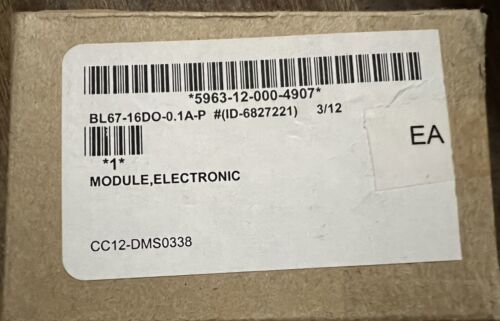 *5963-12-000-4907*
BL67-16DO-0.1A-P #(ID-6827221) 3/12
EA
*1*
MODULE,ELECTRONIC
CC12-DMS0338